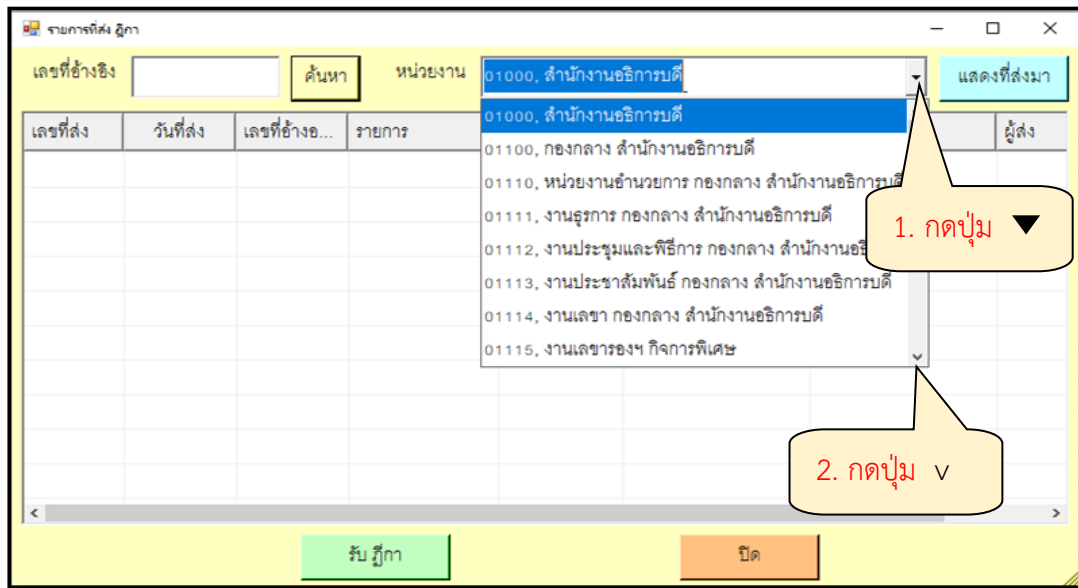 รายการที่ส่ง ฎีกา
เลขที่อ้างอิง ค้นหา หน่วยงาน 01000, สำนักงานอธิการบดี แสดงที่ส่งมา
เลขที่ส่ง วันที่ส่ง เลขที่อ้างอ... รายการ ผู้ส่ง
01000, สำนักงานอธิการบดี
01100, กองกลาง สำนักงานอธิการบดี
01110, หน่วยงานอำนวยการ กองกลาง สำนักงานอธิการบดี
01111, งานธุรการ กองกลาง สำนักงานอธิการบดี
01112, งานประชุมและพิธีการ กองกลาง สำนักงานอธิ
01113, งานประชาสัมพันธ์ กองกลาง สำนักงานอธิการบดี
01114, งานเลขา กองกลาง สำนักงานอธิการบดี
01115, งานเลขารองฯ กิจการพิเศษ
1. กดปุ่ม ▼
2. กดปุ่ม v
รับ ฎีกา ปิด